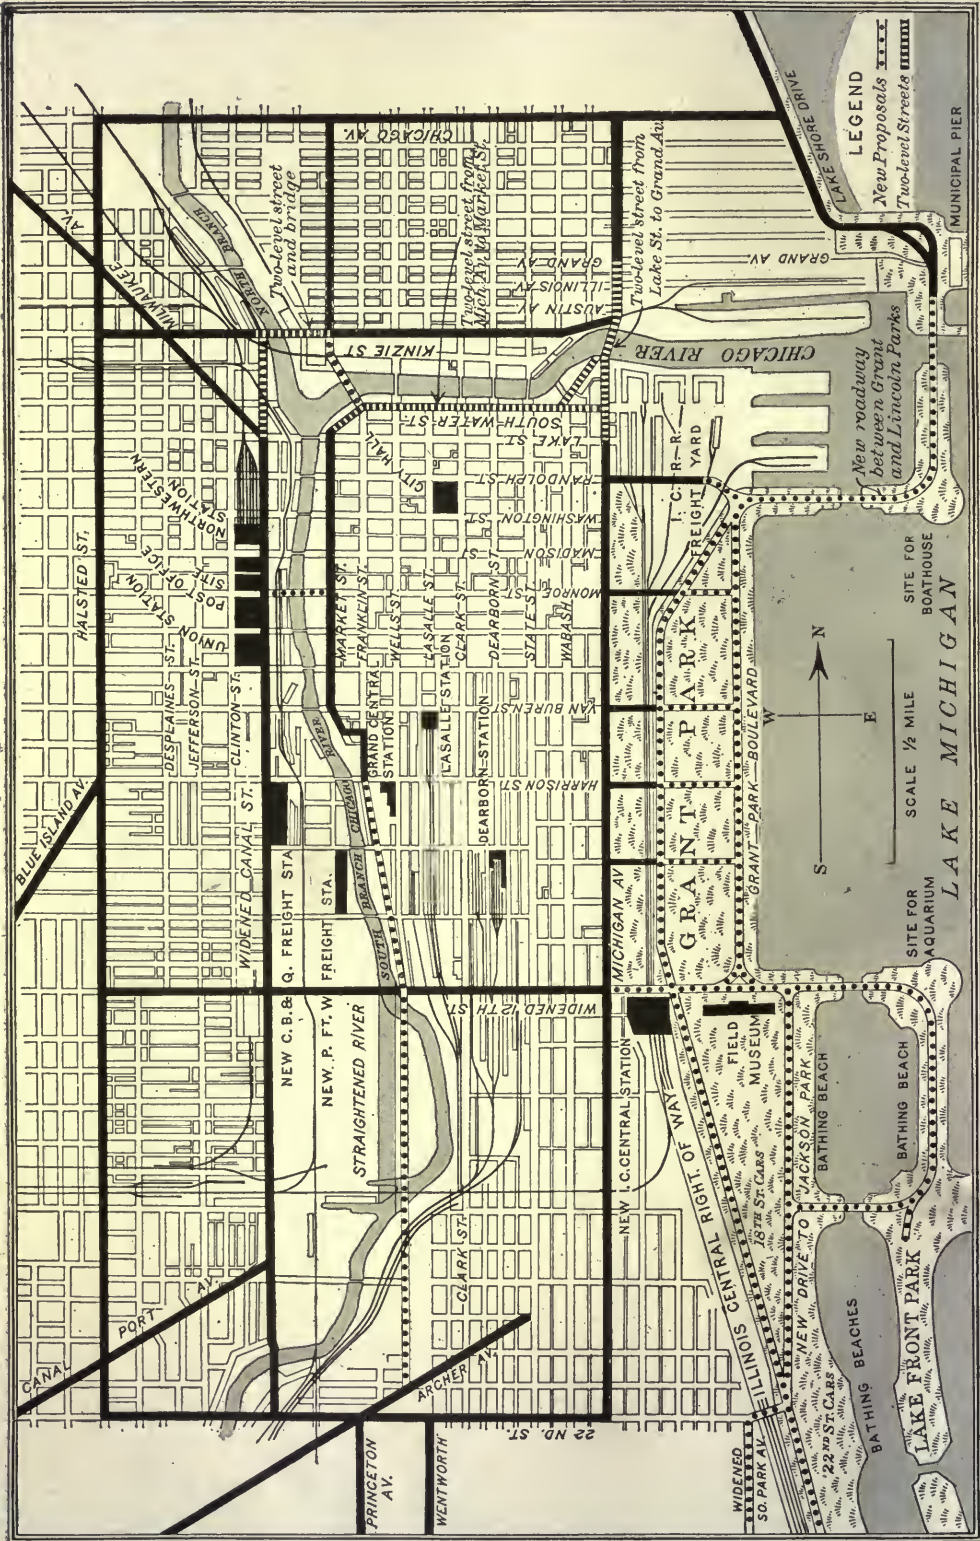 LEGEND
New Proposals
Two-level Streets
LAKE SHORE DRIVE
MUNICIPAL PIER
CHICAGO AV.
Two-level street from
Lake St. to Grand Av.
Two-level street from
Mich. Av. to Market St.
Two-level street
and bridge
MILWAUKEE
AV.
NORTH
BRANCH
GRAND AV.
GRAND AV.
ILLINOIS AV.
AUSTIN AV.
KINZIE ST
CHICAGO RIVER
New roadway
between Grant
and Lincoln Parks
SOUTH WATER ST.
LAKE ST.
RANDOLPH ST.
WASHINGTON ST.
MADISON ST
MONROE ST.
VAN BUREN ST
HARRISON ST.
CITY HALL
I. C. R. R.
FREIGHT YARD
HALSTED ST.
NORTHWESTERN
STATION
POST OFFICE
SITE
UNION STATION
DESPLAINES ST.
JEFFERSON ST.
CLINTON ST.
WIDENED CANAL ST.
BLUE ISLAND AV.
MARKET ST.
FRANKLIN ST.
WELLS ST.
LASALLE ST.
CLARK ST.
DEARBORN ST.
STATE ST.
WABASH
GRAND CENTRAL
STATION
LASALLE STATION
DEARBORN STATION
MICHIGAN AV
GRANT PARK
GRANT PARK BOULEVARD
N
W
E
S
SCALE 1/2 MILE
SITE FOR
BOATHOUSE
SITE FOR
AQUARIUM
LAKE MICHIGAN
SOUTH BRANCH CHICAGO RIVER
NEW C. B. & Q. FREIGHT STA
NEW P. FT. W FREIGHT STA.
STRAIGHTENED RIVER
WIDENED 12TH ST
NEW I.C. CENTRAL STATION
FIELD
MUSEUM
ILLINOIS CENTRAL RIGHT OF WAY
18TH ST. CARS
NEW DRIVE TO JACKSON PARK
BATHING BEACH
BATHING BEACH
BATHING BEACHES
LAKE FRONT PARK
22ND ST. CARS
CANAL PORT AV.
CLARK ST.
ARCHER AV.
22 ND. ST.
PRINCETON
AV.
WENTWORTH
WIDENED
SO. PARK AV.